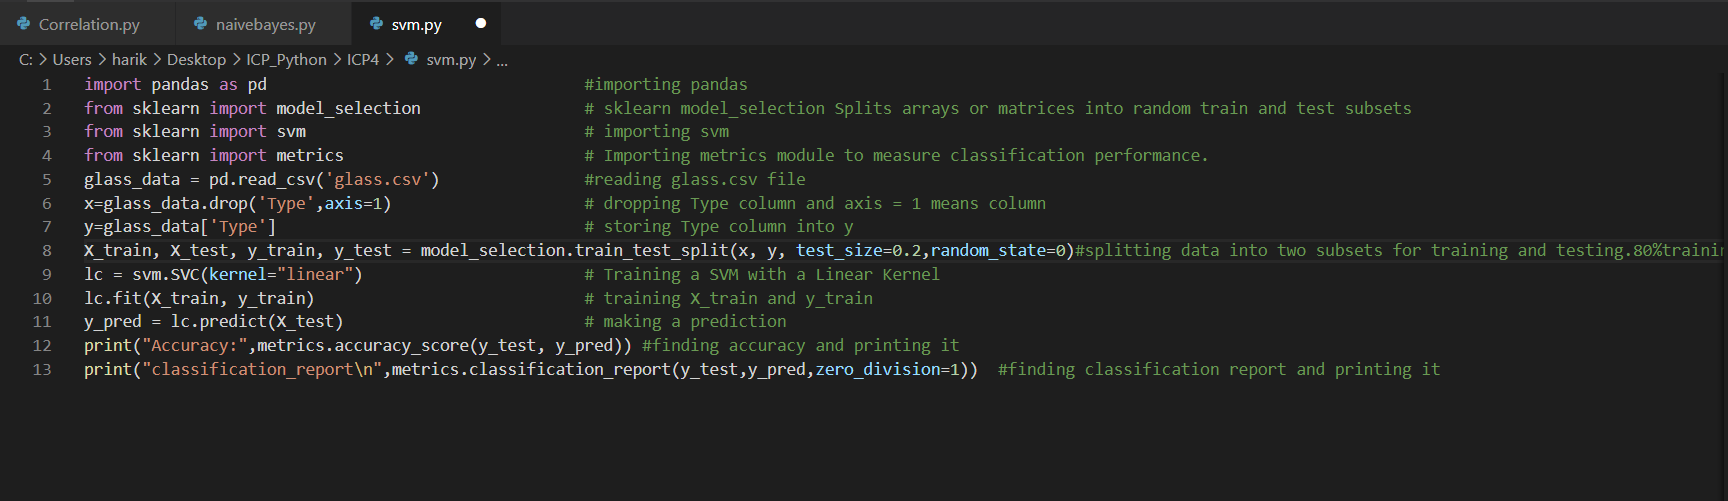 Correlation.py naivebayes.py svm.py
C: > Users > harik > Desktop > ICP_Python > ICP4 > svm.py > ...
1 import pandas as pd #importing pandas
2 from sklearn import model_selection # sklearn model_selection Splits arrays or matrices into random train and test subsets
3 from sklearn import svm # importing svm
4 from sklearn import metrics # Importing metrics module to measure classification performance.
5 glass_data = pd.read_csv('glass.csv') #reading glass.csv file
6 x=glass_data.drop('Type',axis=1) # dropping Type column and axis = 1 means column
7 y=glass_data['Type'] # storing Type column into y
8 X_train, X_test, y_train, y_test = model_selection.train_test_split(x, y, test_size=0.2,random_state=0)#splitting data into two subsets for training and testing.80%trainin
9 lc = svm.SVC(kernel="linear") # Training a SVM with a Linear Kernel
10 lc.fit(X_train, y_train) # training X_train and y_train
11 y_pred = lc.predict(X_test) # making a prediction
12 print("Accuracy:",metrics.accuracy_score(y_test, y_pred)) #finding accuracy and printing it
13 print("classification_report\n",metrics.classification_report(y_test,y_pred,zero_division=1)) #finding classification report and printing it